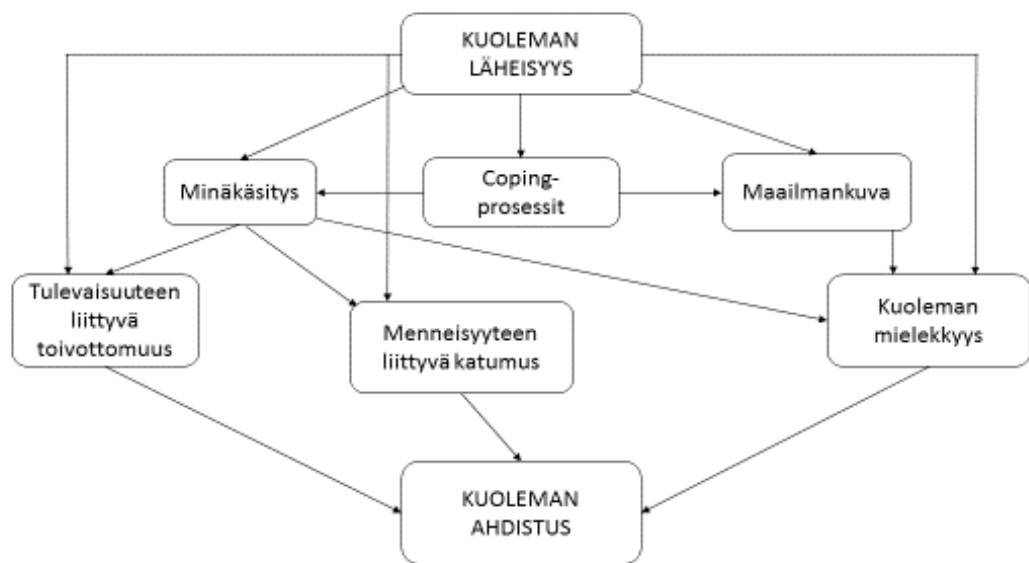 KUOLEMAN
LÄHEISYYS
Minäkäsitys
Coping-
prosessit
Maailmankuva
Tulevaisuuteen
liittyvä
toivottomuus
Menneisyyteen
liittyvä katumus
Kuoleman
mielekkyys
KUOLEMAN
AHDISTUS